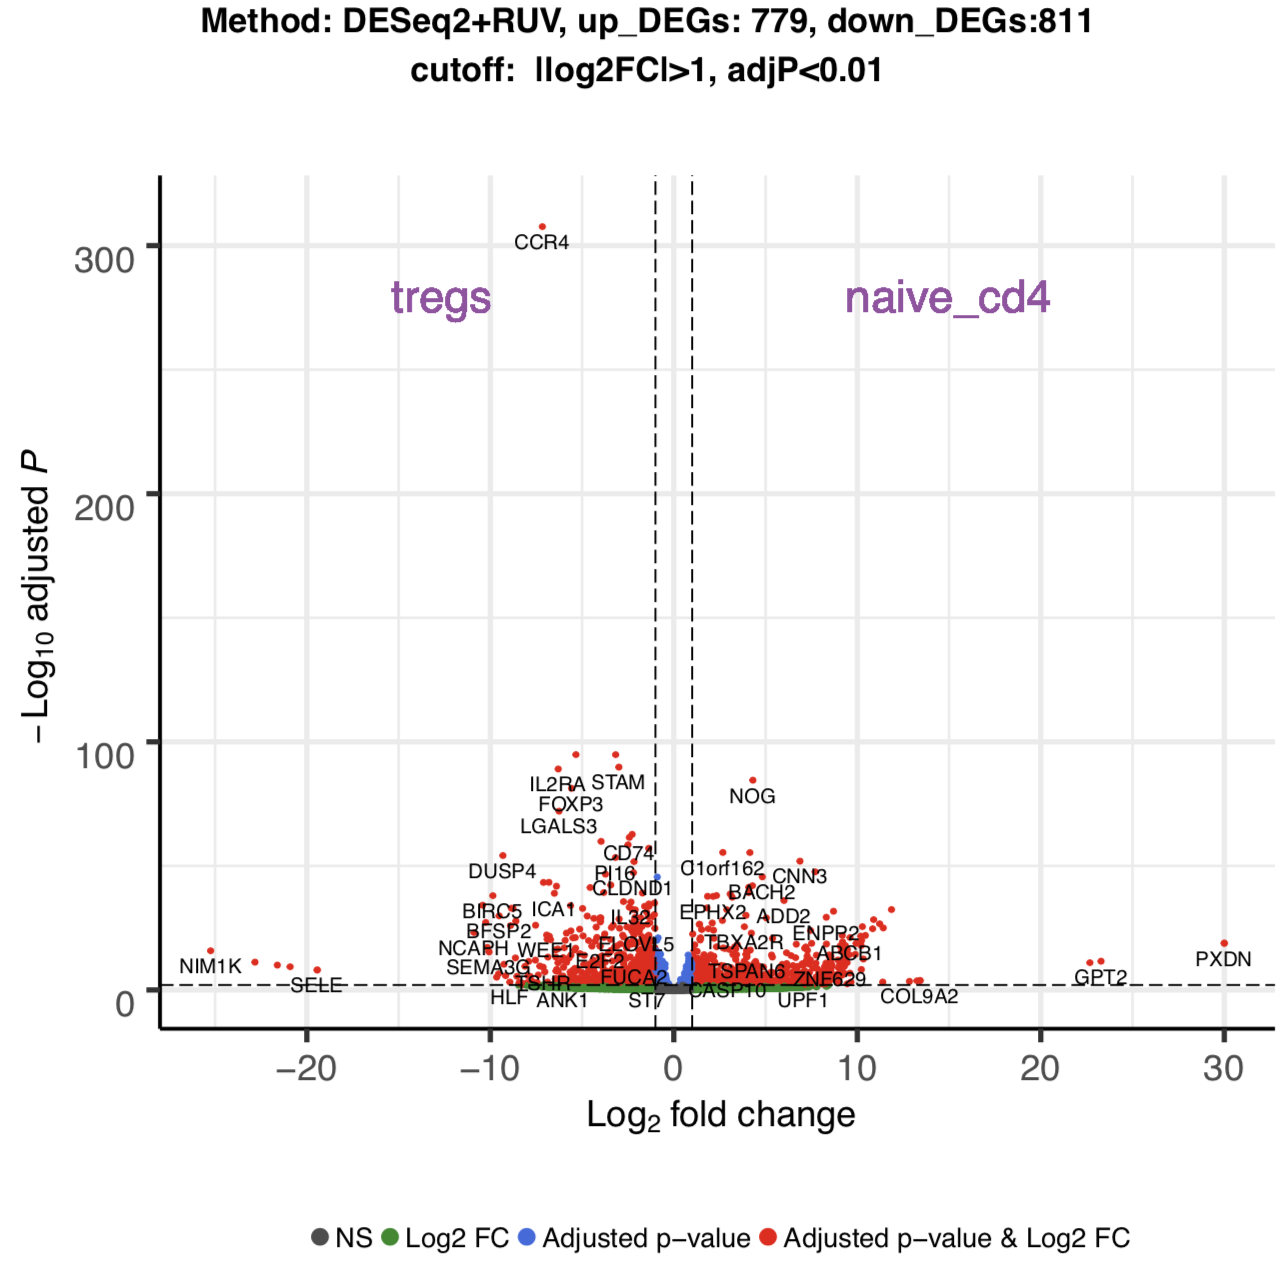 Method: DESeq2+RUV, up_DEGs: 779, down_DEGs:811
cutoff:  |log2FC|>1, adjP<0.01
300
200
100
0
−Log10 adjusted P
CCR4
tregs
naive_cd4
IL2RA
STAM
FOXP3
LGALS3
NOG
CD74
DUSP4
PI16
CLDND1
C1orf162
CNN3
BACH2
BIRC5
ICA1
IL32
EPHX2
ADD2
BFSP2
ENPP2
NCAPH
WEE1
ELOVL5
TBXA2R
ABCB1
NIM1K
SEMA3G
E2F2
PXDN
SELE
TSHR
FUCA2
TSPAN6
ZNF629
GPT2
HLF
ANK1
ST7
CASP10
UPF1
COL9A2
−20
−10
0
10
20
30
Log2 fold change
NS
Log2 FC
Adjusted p−value
Adjusted p−value & Log2 FC